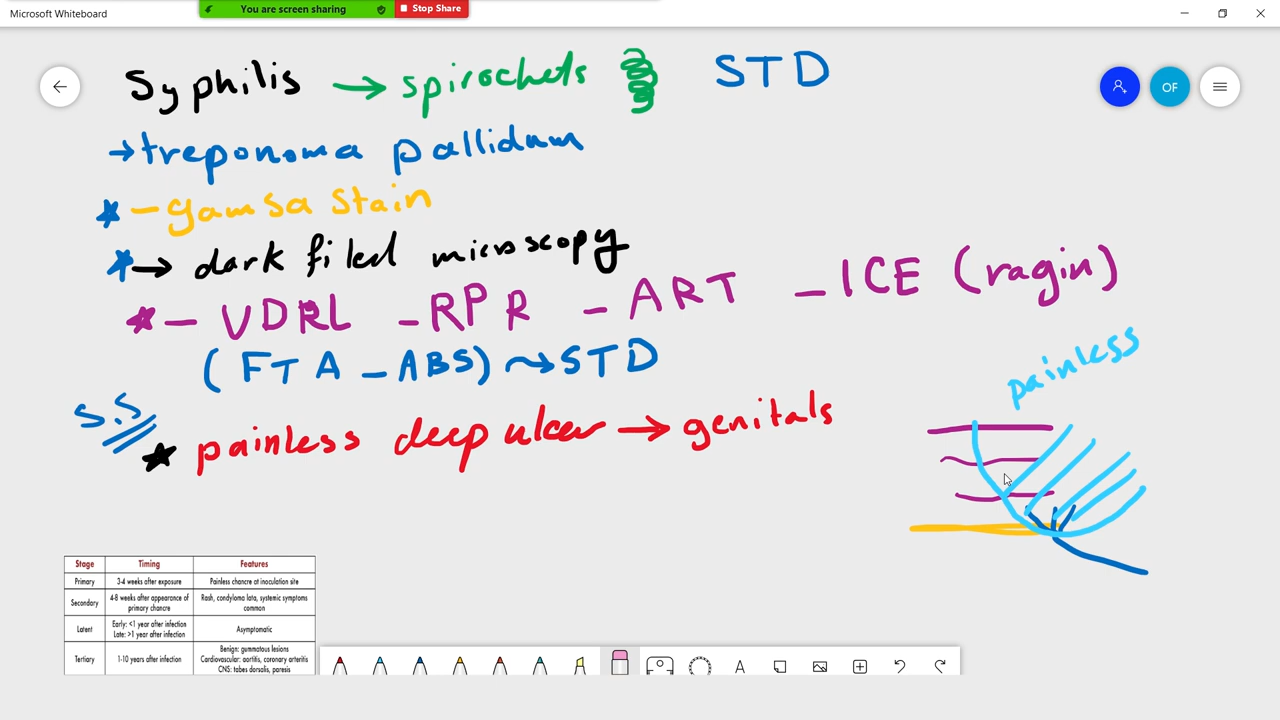 Microsoft Whiteboard
You are screen sharing
Stop Share
OF
Syphilis → spirochets STD
→ treponoma pallidum
- gamsa stain
→ dark filed microscopy
- VDRL - RPR - ART - ICE (ragin)
(FTA - ABS) ~> STD
S.S
painless deep ulcer → genitals
painless
Stage Timing Features
Primary 3-4 weeks after exposure Painless chancre at inoculation site
Secondary 4-8 weeks after appearance of primary chancre Rash, condyloma lata, systemic symptoms common
Latent Early: <1 year after infection Late: >1 year after infection Asymptomatic
Tertiary 1-10 years after infection Benign: gummatous lesions Cardiovascular: aortitis, coronary arteritis CNS: tabes dorsalis, paresis
A